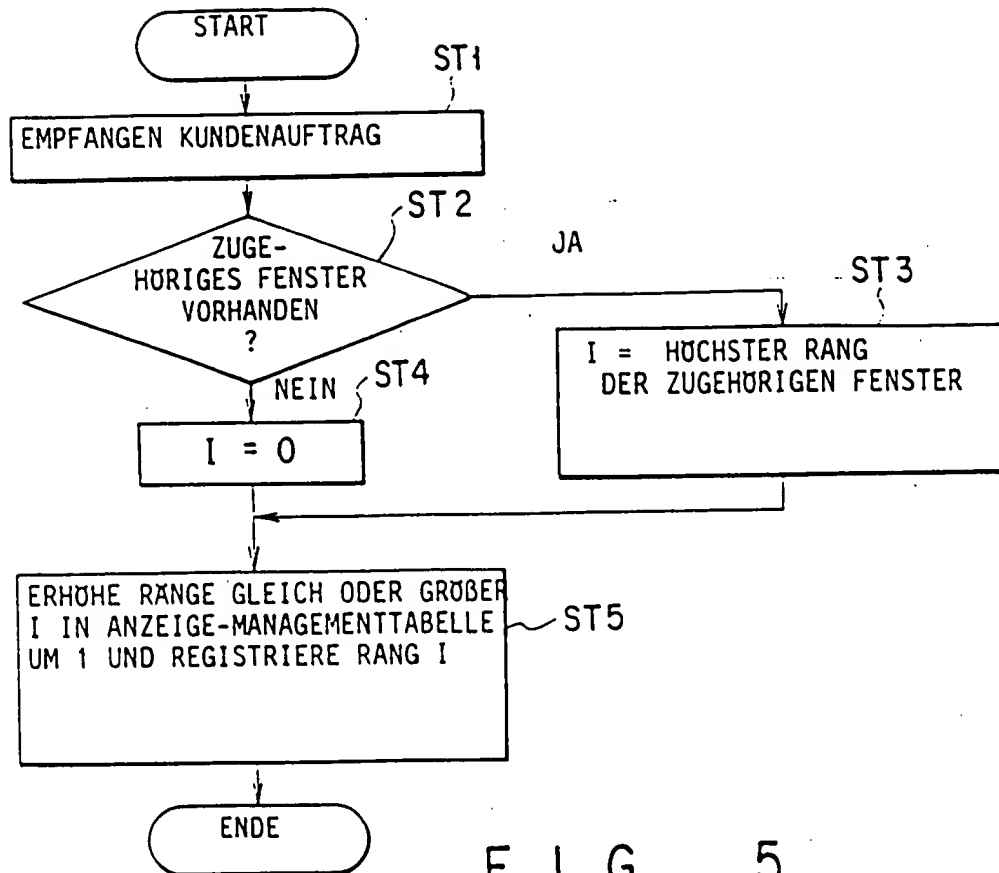 START
ST1
EMPFANGEN KUNDENAUFTRAG
ST2
ZUGE-
HÖRIGES FENSTER
VORHANDEN
?
JA
ST3
I = HÖCHSTER RANG
DER ZUGEHÖRIGEN FENSTER
NEIN
ST4
I = 0
ERHÖHE RÄNGE GLEICH ODER GRÖßER
I IN ANZEIGE-MANAGEMENTTABELLE
UM 1 UND REGISTRIERE RANG I
ST5
ENDE
FIG. 5